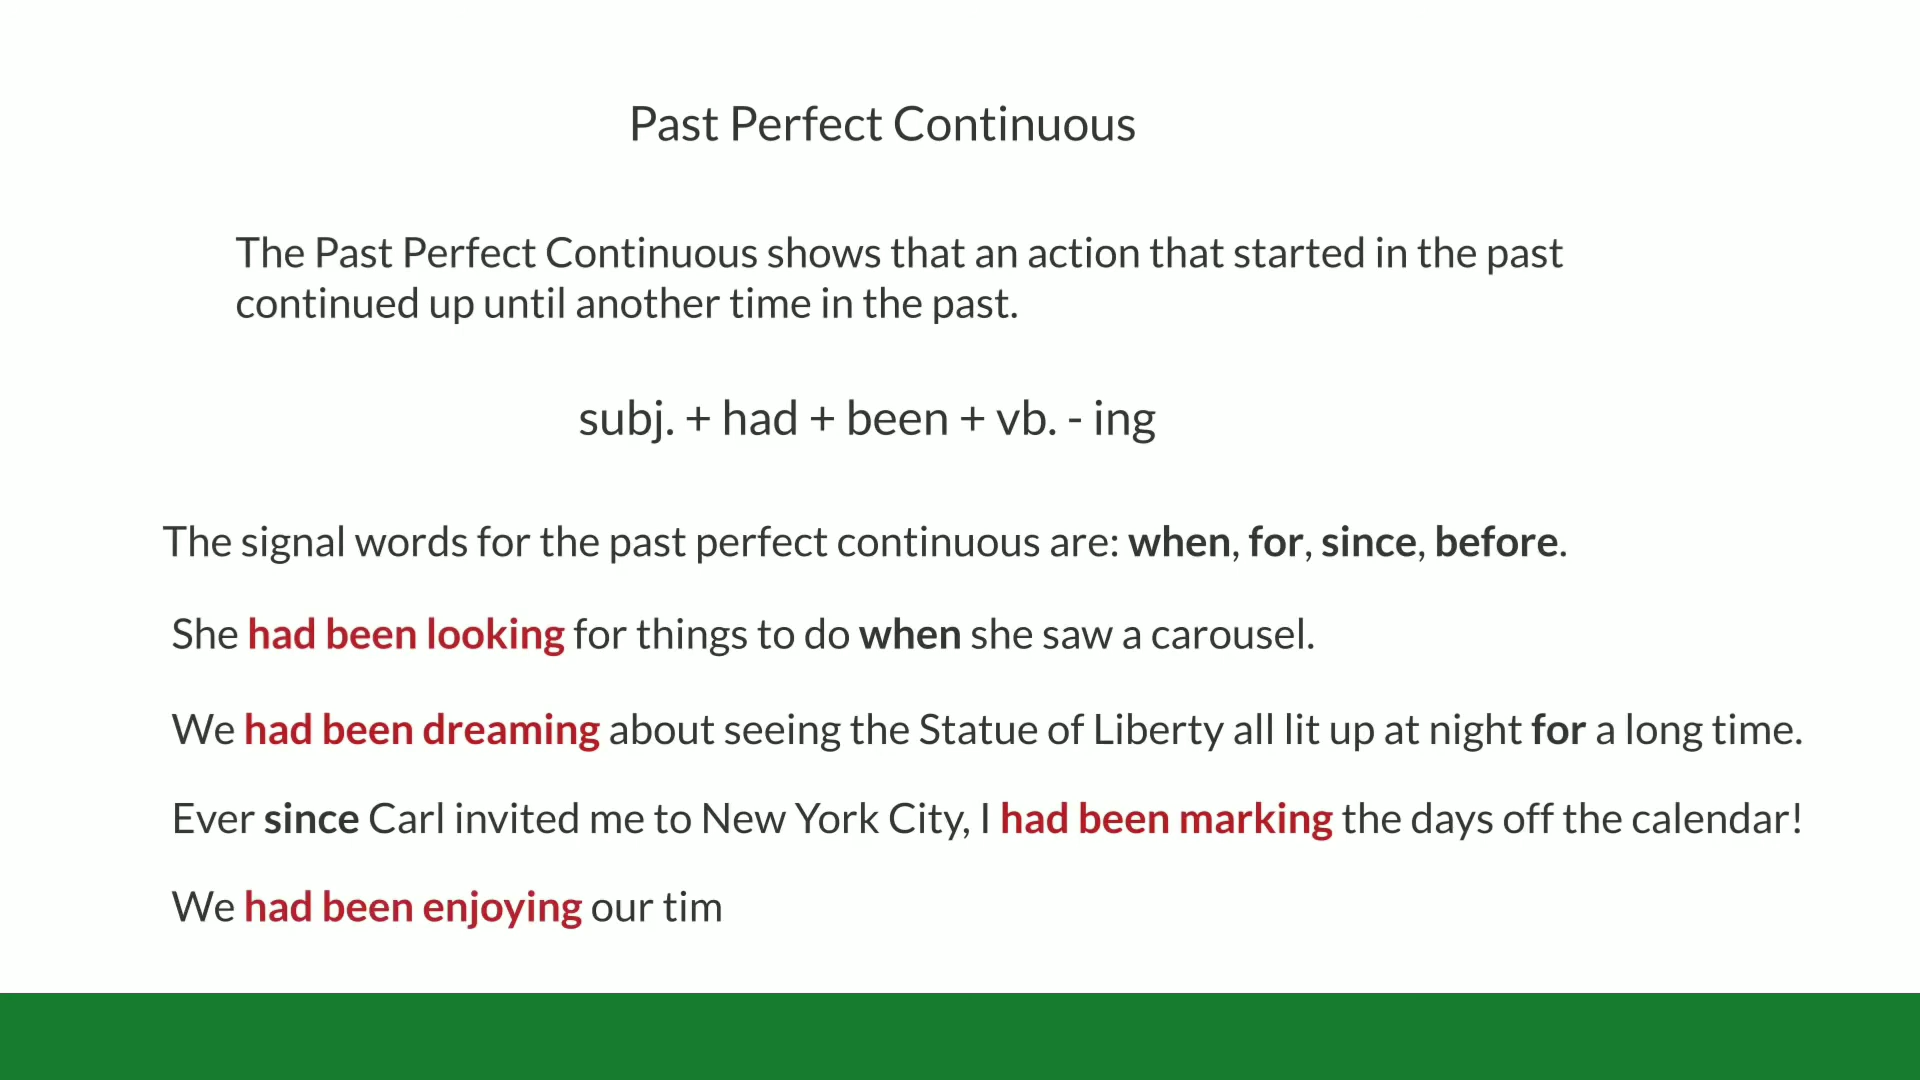 Past Perfect Continuous
The Past Perfect Continuous shows that an action that started in the past
continued up until another time in the past.
subj. + had + been + vb. - ing
The signal words for the past perfect continuous are: when, for, since, before.
She had been looking for things to do when she saw a carousel.
We had been dreaming about seeing the Statue of Liberty all lit up at night for a long time.
Ever since Carl invited me to New York City, I had been marking the days off the calendar!
We had been enjoying our tim